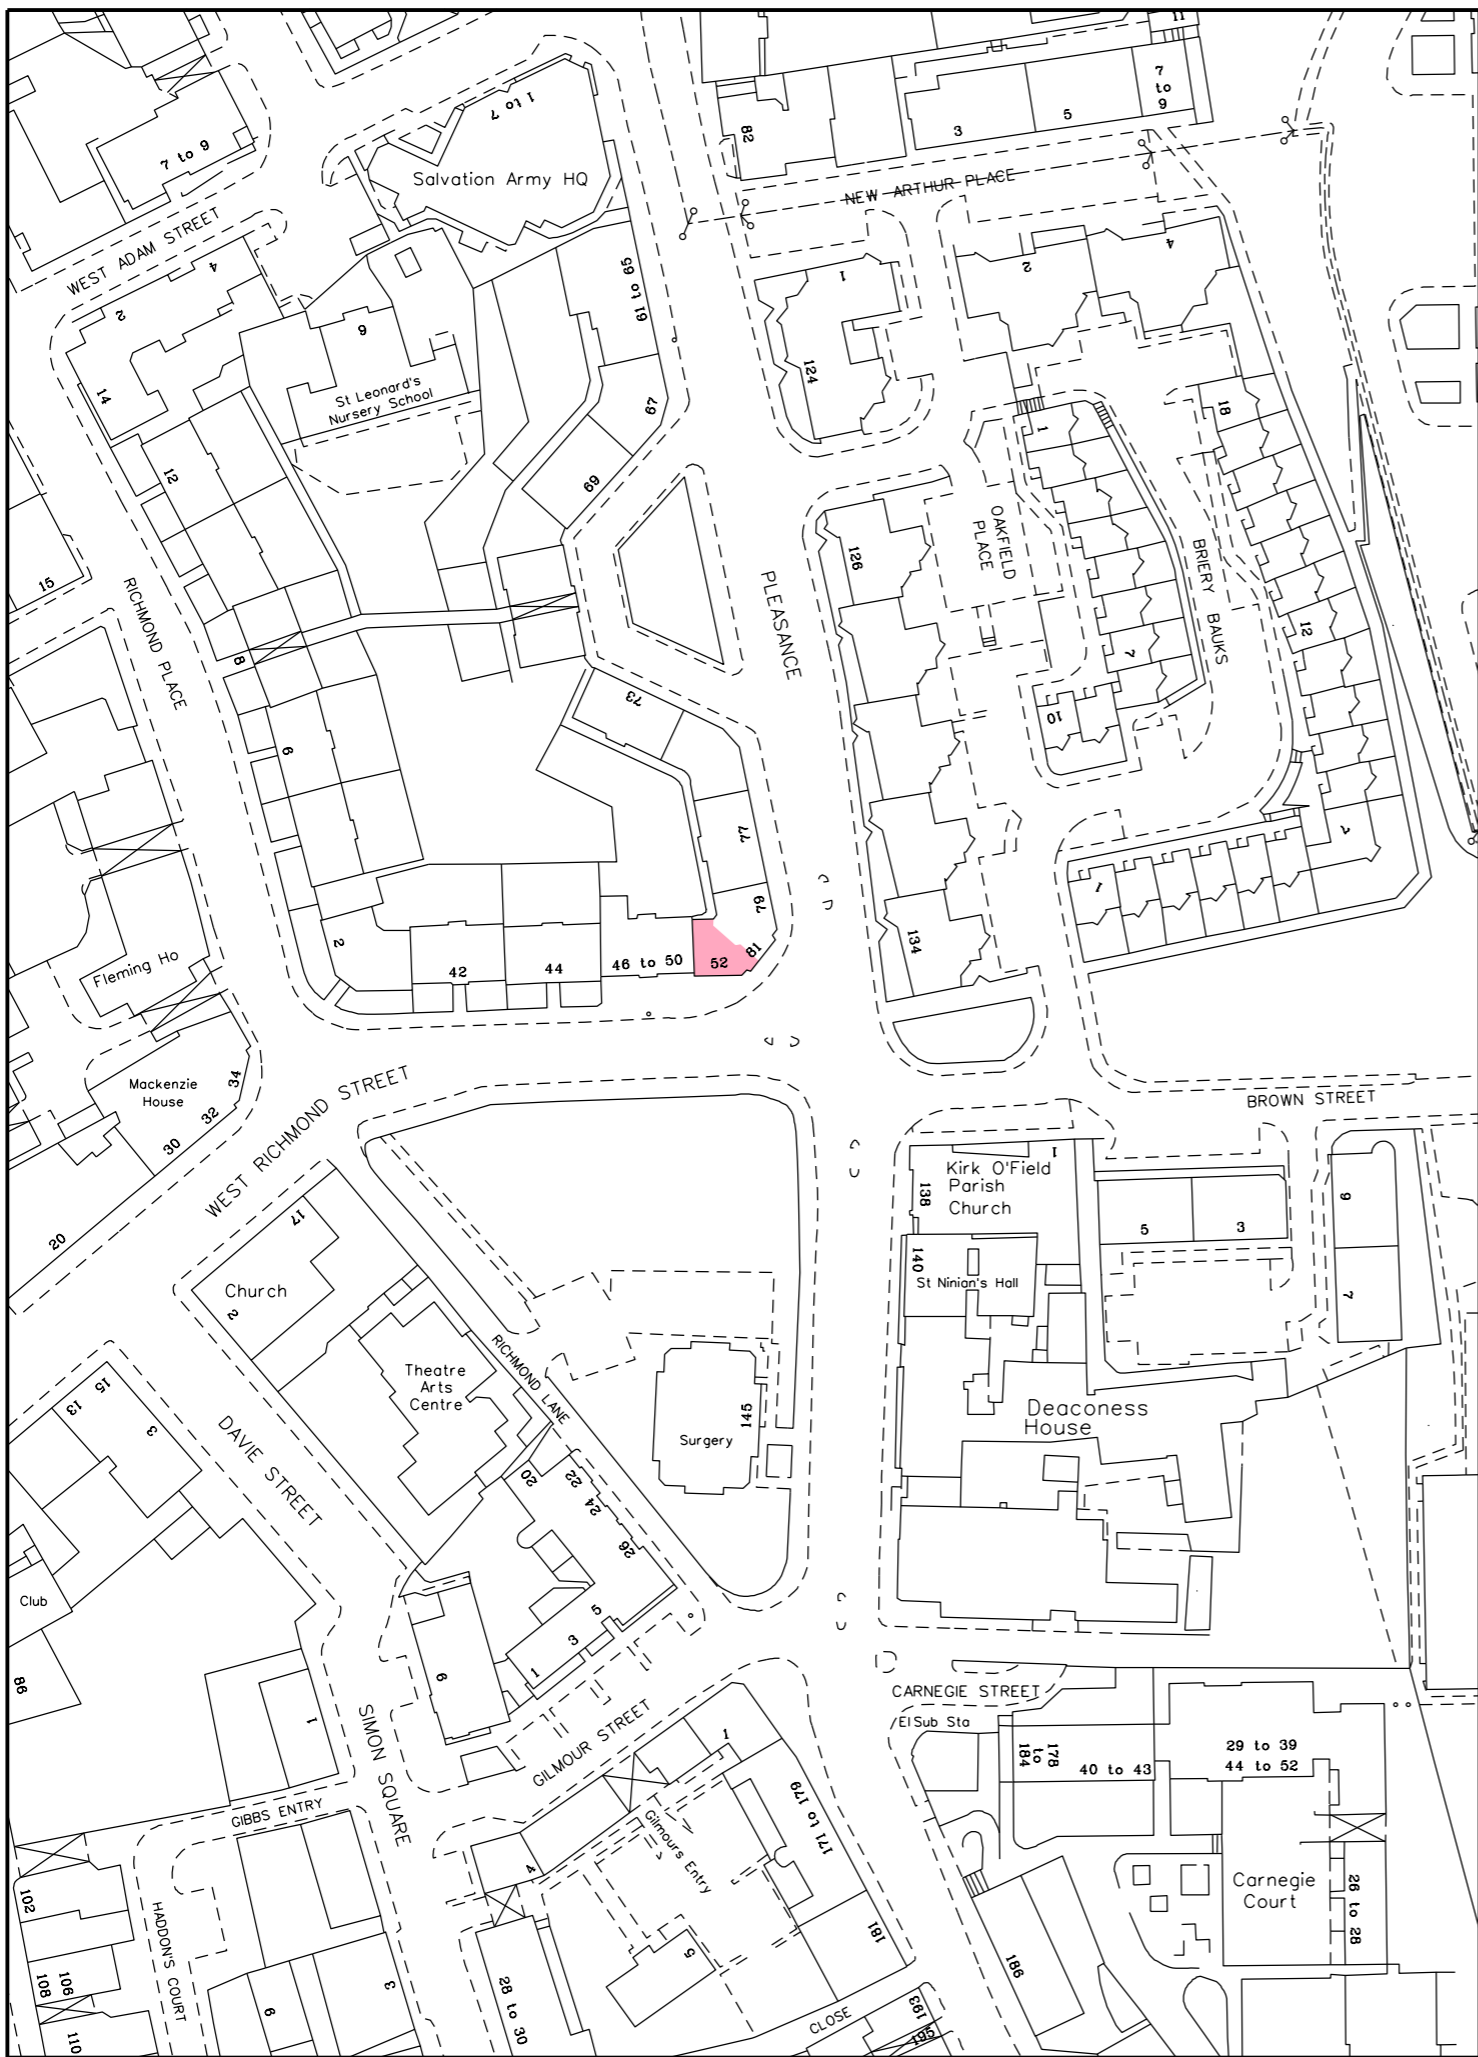 11
7
to
9
5
3
82
1 to 7
Salvation Army HQ
7 to 9
NEW ARTHUR PLACE
WEST ADAM STREET
4
2
14
6
St Leonard's
Nursery School
61 to 65
67
69
1
124
2
4
18
1
12
15
RICHMOND PLACE
8
6
PLEASANCE
126
OAKFIELD
PLACE
BRIERY BAUKS
12
7
10
73
77
79
81
2
42
44
46 to 50
52
134
1
Fleming Ho
Mackenzie
House
34
32
30
20
WEST RICHMOND STREET
BROWN STREET
Kirk O'Field
Parish
Church
1
138
140
St Ninian's Hall
5
3
9
7
17
Church
2
Theatre
Arts
Centre
RICHMOND LANE
145
Surgery
Deaconess
House
15
13
3
DAVIE STREET
20
22
24
26
Club
86
5
3
1
SIMON SQUARE
1
GILMOUR STREET
CARNEGIE STREET
El Sub Sta
178
to
184
40 to 43
29 to 39
44 to 52
GIBBS ENTRY
1
171 to 179
Gilmours Entry
4
5
181
Carnegie
Court
26 to 28
102
106
108
110
HADDON'S COURT
3
28 to 30
CLOSE
193
195
186